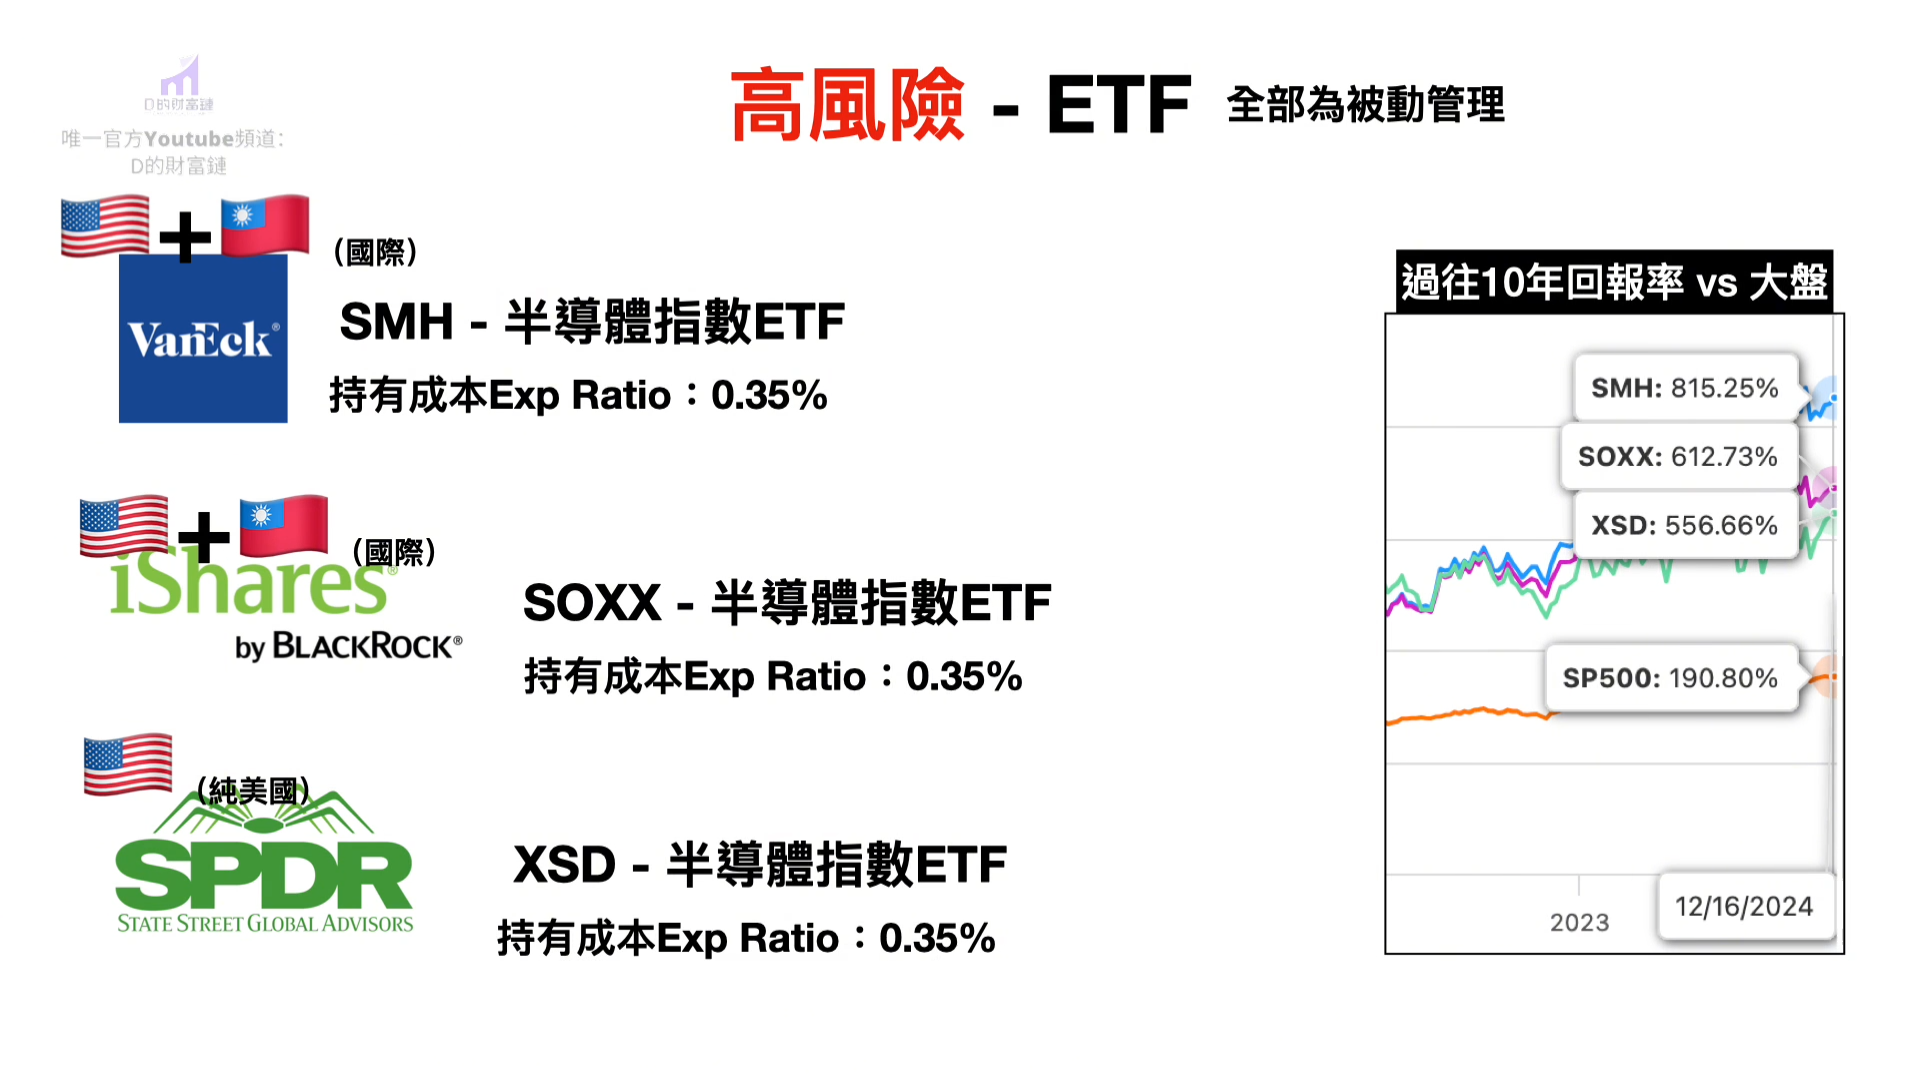 D的財富鏈
唯一官方Youtube頻道：
D的財富鏈
高風險 - ETF 全部為被動管理
（國際）
VanEck®
SMH - 半導體指數ETF
持有成本Exp Ratio：0.35%
（國際）
iShares®
by BLACKROCK®
SOXX - 半導體指數ETF
持有成本Exp Ratio：0.35%
（純美國）
SPDR
STATE STREET GLOBAL ADVISORS
XSD - 半導體指數ETF
持有成本Exp Ratio：0.35%
過往10年回報率 vs 大盤
SMH: 815.25%
SOXX: 612.73%
XSD: 556.66%
SP500: 190.80%
2023
12/16/2024